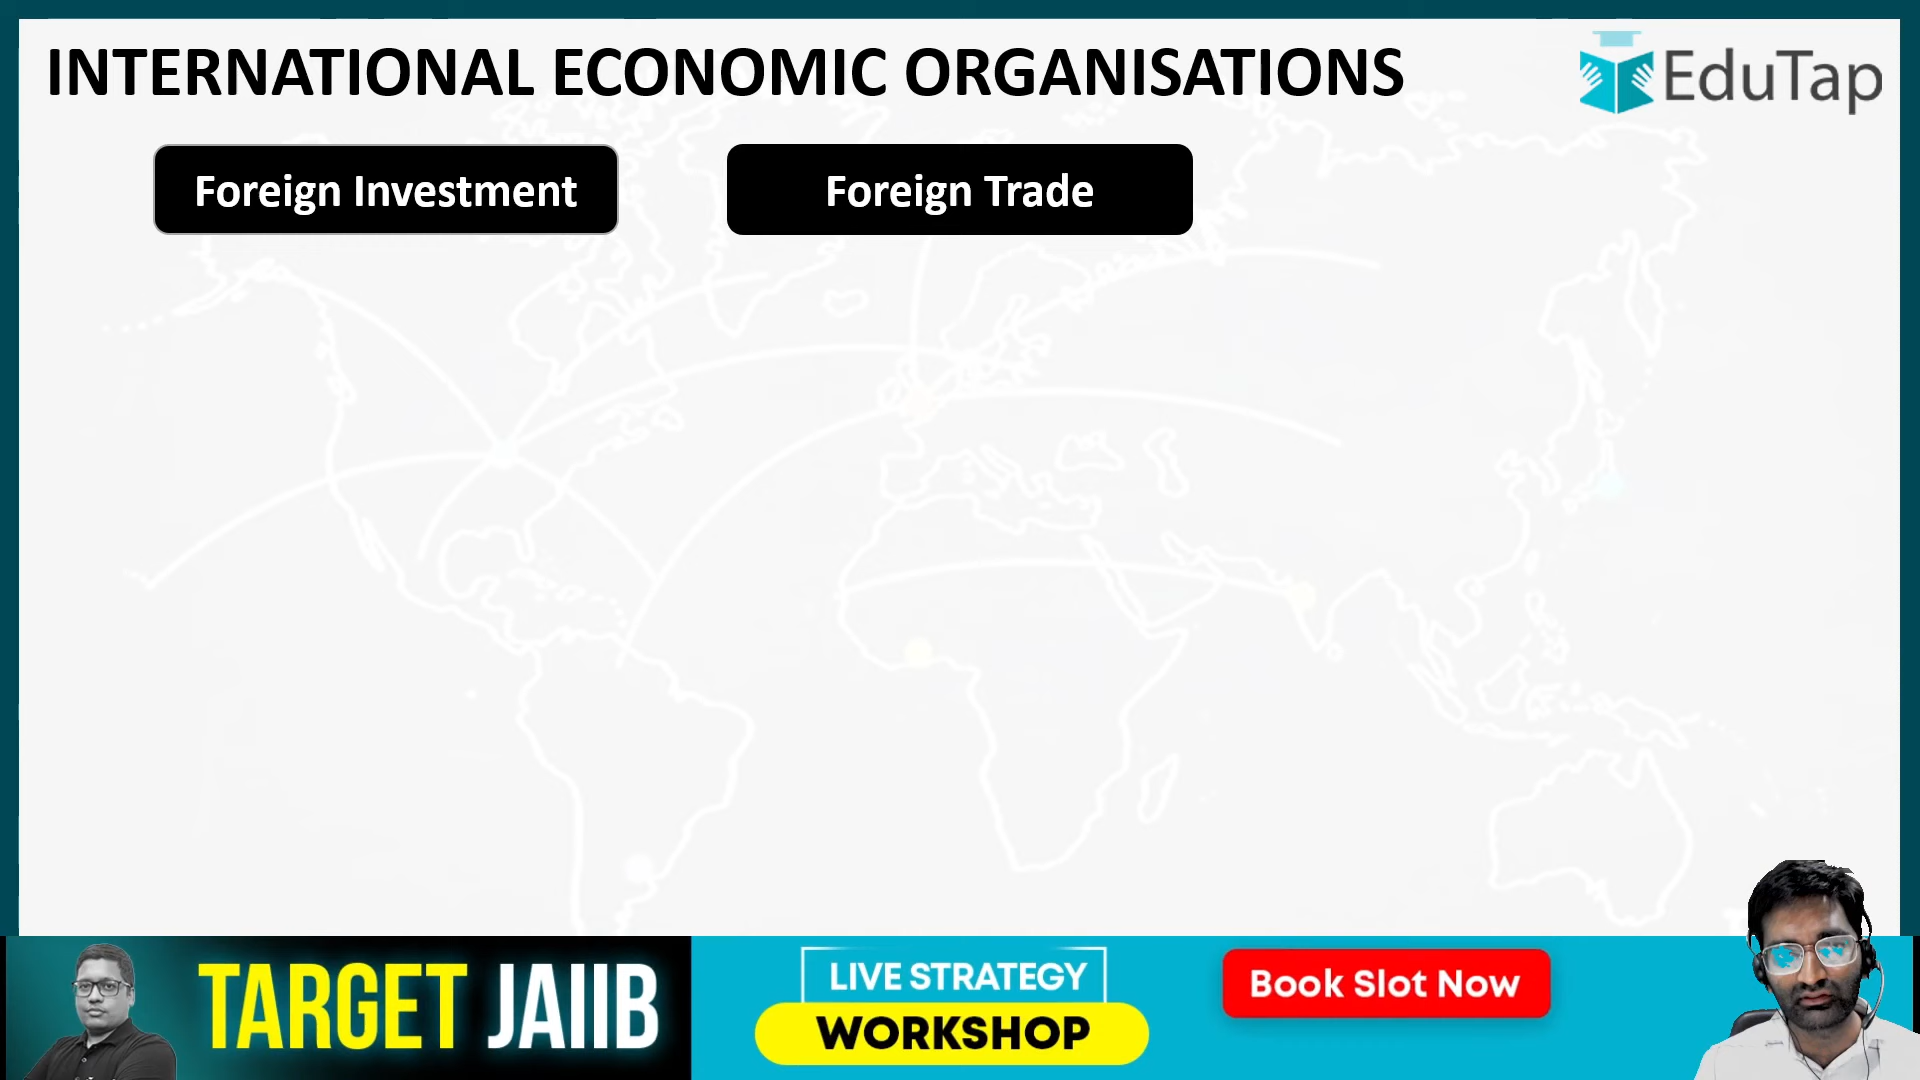 INTERNATIONAL ECONOMIC ORGANISATIONS
EduTap
Foreign Investment
Foreign Trade
TARGET JAIIB
LIVE STRATEGY
WORKSHOP
Book Slot Now